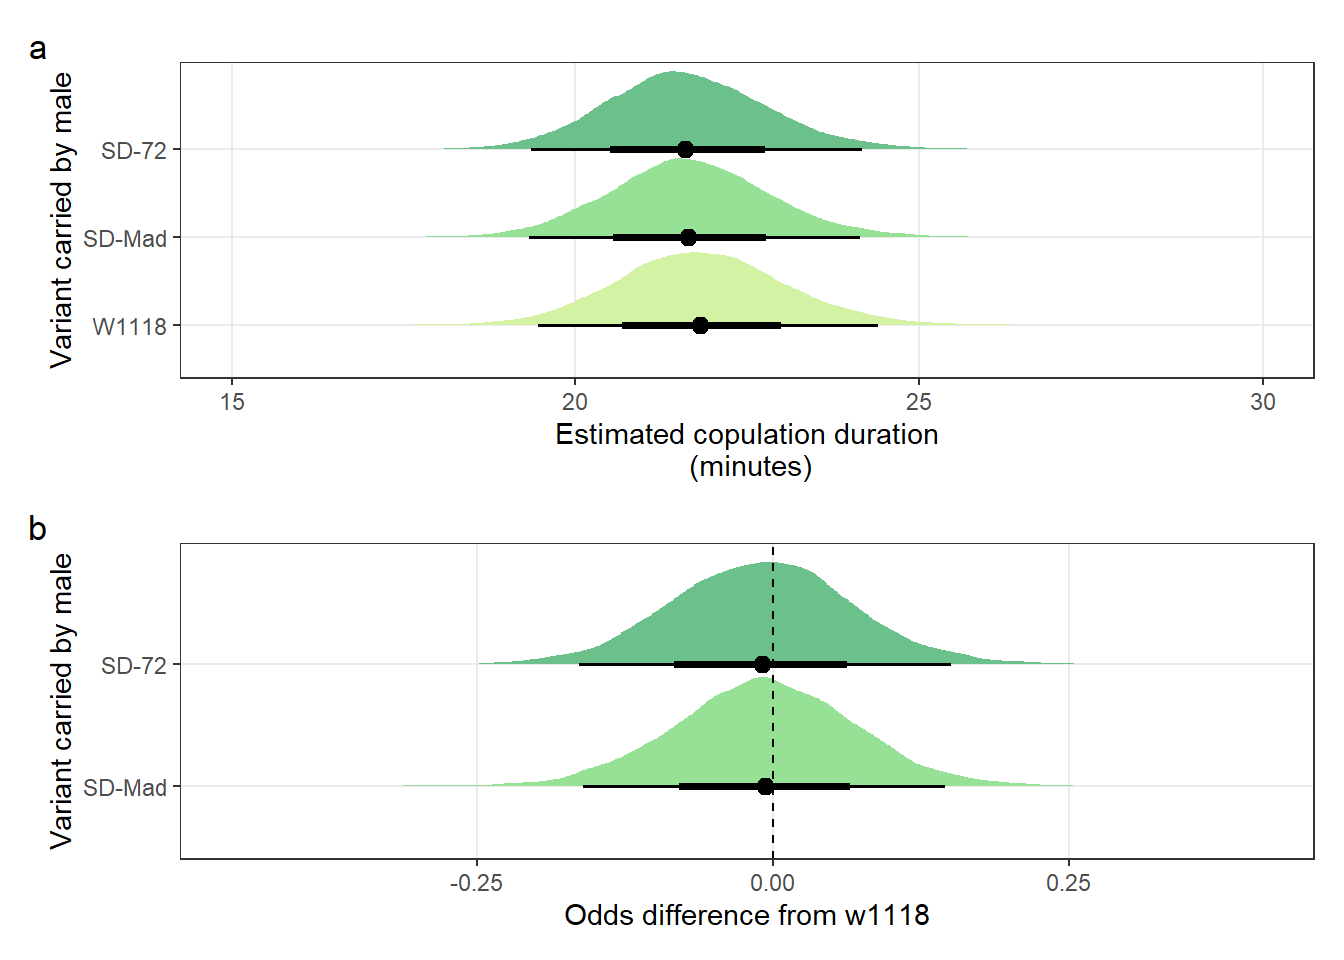 a
Variant carried by male
SD-72
SD-Mad
W1118
15
20
25
30
Estimated copulation duration
(minutes)
b
Variant carried by male
SD-72
SD-Mad
-0.25
0.00
0.25
Odds difference from w1118